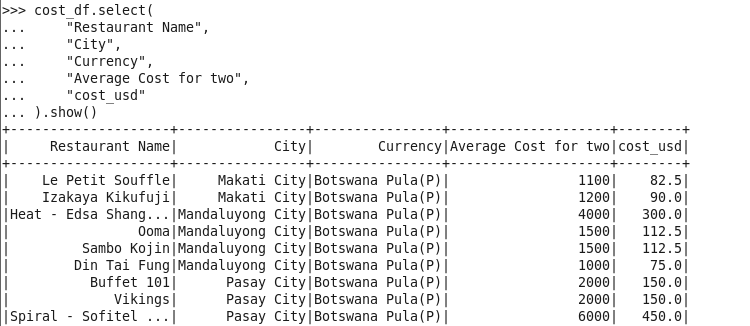 >>> cost_df.select(
...     "Restaurant Name",
...     "City",
...     "Currency",
...     "Average Cost for two",
...     "cost_usd"
... ).show()
+--------------------+----------------+----------------+--------------------+--------+
|     Restaurant Name|            City|        Currency|Average Cost for two|cost_usd|
+--------------------+----------------+----------------+--------------------+--------+
|    Le Petit Souffle|     Makati City|Botswana Pula(P)|                1100|    82.5|
|    Izakaya Kikufuji|     Makati City|Botswana Pula(P)|                1200|    90.0|
|Heat - Edsa Shang...|Mandaluyong City|Botswana Pula(P)|                4000|   300.0|
|                Ooma|Mandaluyong City|Botswana Pula(P)|                1500|   112.5|
|         Sambo Kojin|Mandaluyong City|Botswana Pula(P)|                1500|   112.5|
|        Din Tai Fung|Mandaluyong City|Botswana Pula(P)|                1000|    75.0|
|          Buffet 101|      Pasay City|Botswana Pula(P)|                2000|   150.0|
|             Vikings|      Pasay City|Botswana Pula(P)|                2000|   150.0|
|Spiral - Sofitel ...|      Pasay City|Botswana Pula(P)|                6000|   450.0|